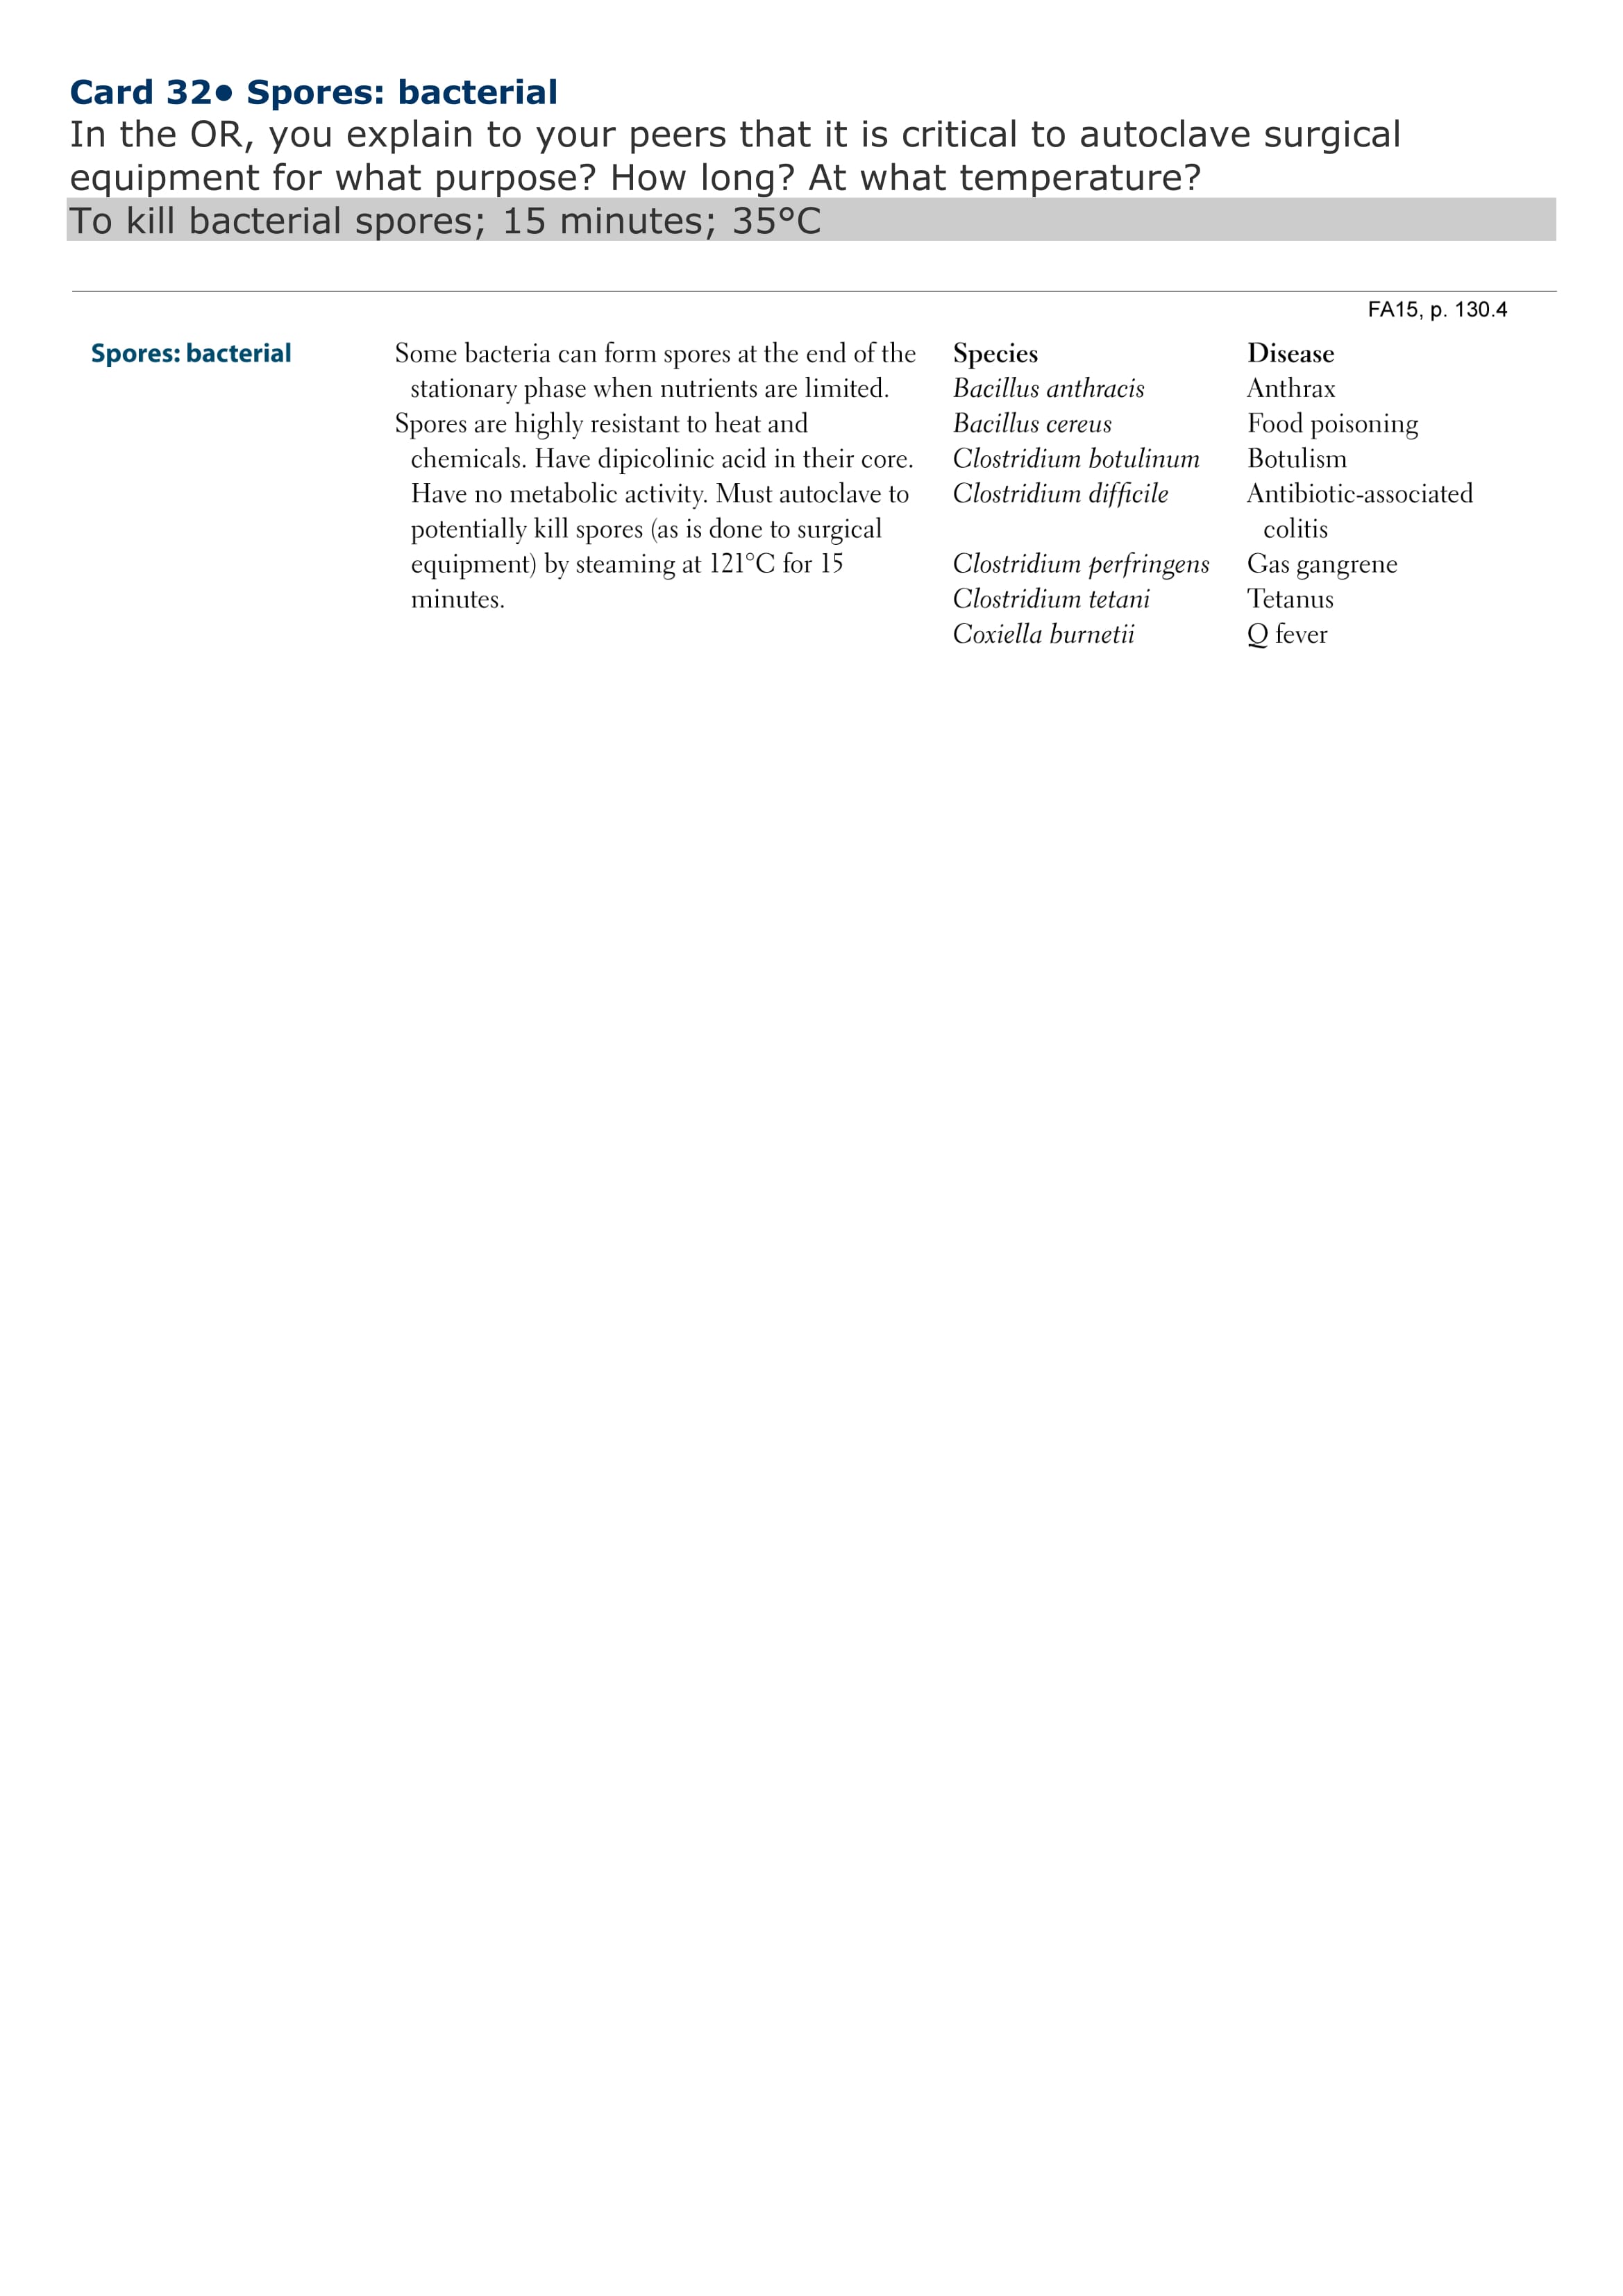 Card 32● Spores: bacterial
In the OR, you explain to your peers that it is critical to autoclave surgical
equipment for what purpose? How long? At what temperature?
To kill bacterial spores; 15 minutes; 35°C
FA15, p. 130.4
Spores: bacterial
Some bacteria can form spores at the end of the
stationary phase when nutrients are limited.
Spores are highly resistant to heat and
chemicals. Have dipicolinic acid in their core.
Have no metabolic activity. Must autoclave to
potentially kill spores (as is done to surgical
equipment) by steaming at 121°C for 15
minutes.
Species Disease
Bacillus anthracis Anthrax
Bacillus cereus Food poisoning
Clostridium botulinum Botulism
Clostridium difficile Antibiotic-associated
colitis
Clostridium perfringens Gas gangrene
Clostridium tetani Tetanus
Coxiella burnetii Q fever